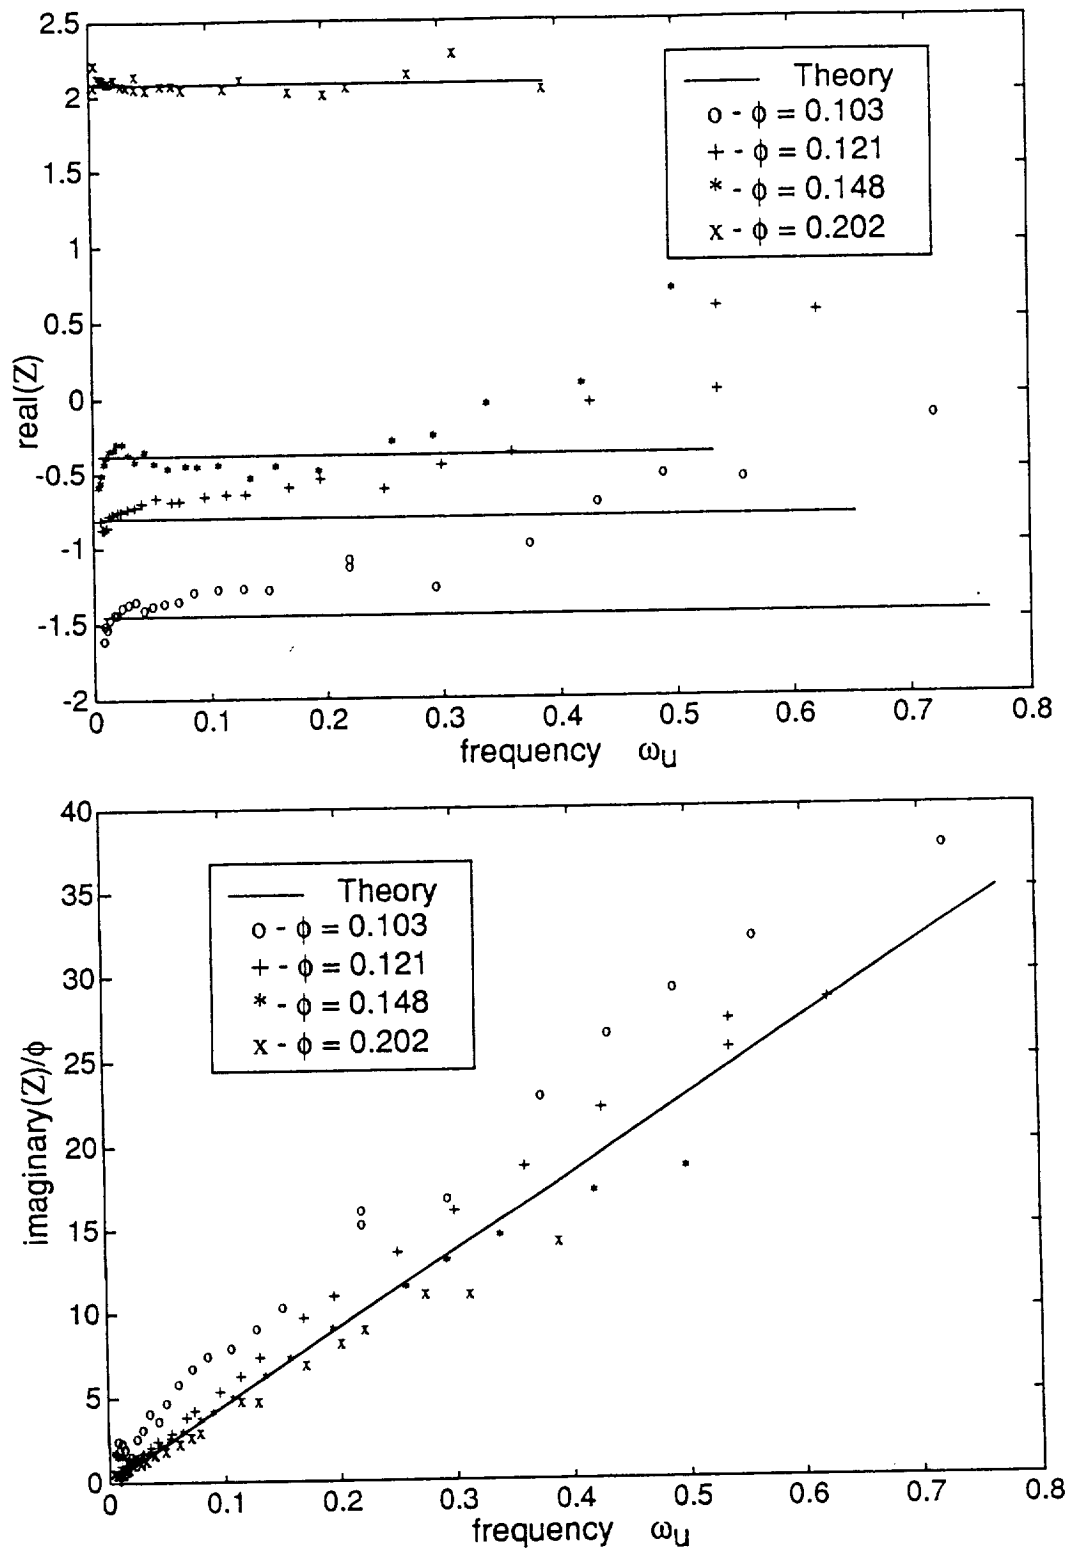 2.5
2
1.5
1
0.5
0
-0.5
-1
-1.5
-2
real(Z)
Theory
o - ϕ = 0.103
+ - ϕ = 0.121
* - ϕ = 0.148
x - ϕ = 0.202
0 0.1 0.2 0.3 0.4 0.5 0.6 0.7 0.8
frequency ωu
40
35
30
25
20
15
10
5
0
imaginary(Z)/ϕ
Theory
o - ϕ = 0.103
+ - ϕ = 0.121
* - ϕ = 0.148
x - ϕ = 0.202
0 0.1 0.2 0.3 0.4 0.5 0.6 0.7 0.8
frequency ωu